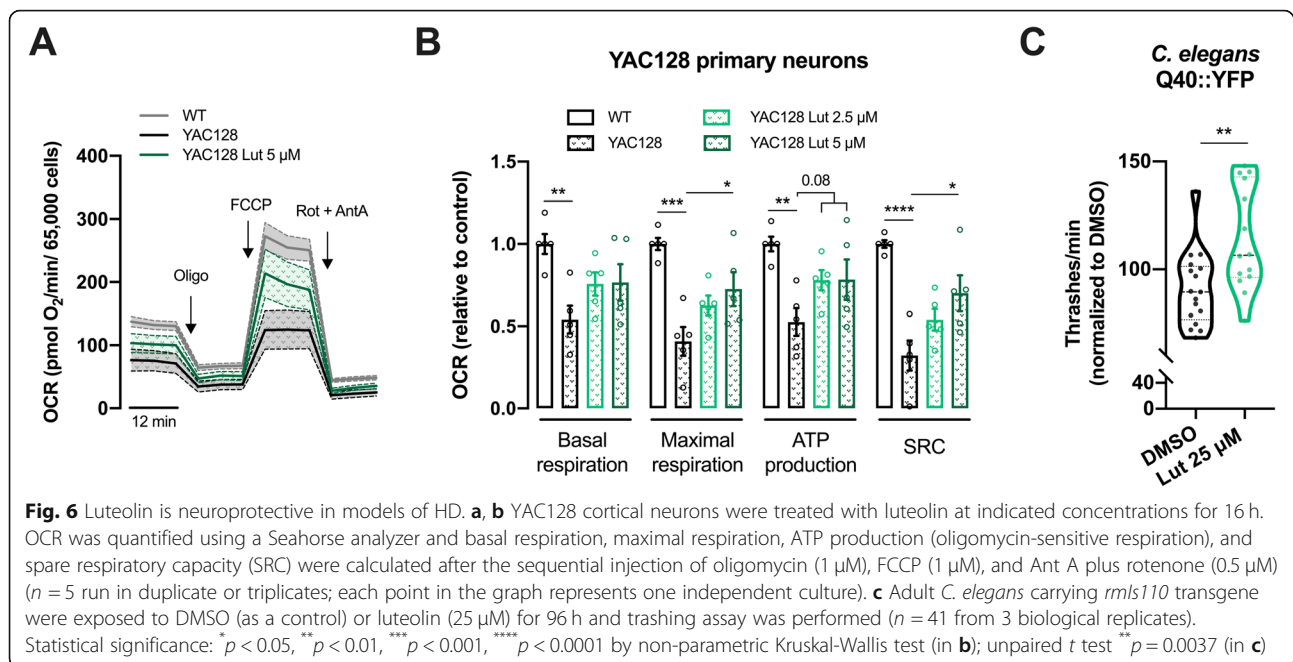 A
WT
YAC128
YAC128 Lut 5 µM
OCR (pmol O₂/min/ 65,000 cells)
400
300
200
100
0
Oligo
FCCP
Rot + AntA
12 min
B
YAC128 primary neurons
WT
YAC128 Lut 2.5 µM
YAC128
YAC128 Lut 5 µM
OCR (relative to control)
1.5
1.0
0.5
0.0
**
***
*
**
0.08
****
*
Basal
respiration
Maximal
respiration
ATP
production
SRC
C
C. elegans
Q40::YFP
**
Thrashes/min
(normalized to DMSO)
150
100
40
0
DMSO
Lut 25 µM
Fig. 6 Luteolin is neuroprotective in models of HD. a, b YAC128 cortical neurons were treated with luteolin at indicated concentrations for 16 h.
OCR was quantified using a Seahorse analyzer and basal respiration, maximal respiration, ATP production (oligomycin-sensitive respiration), and
spare respiratory capacity (SRC) were calculated after the sequential injection of oligomycin (1 µM), FCCP (1 µM), and Ant A plus rotenone (0.5 µM)
(n = 5 run in duplicate or triplicates; each point in the graph represents one independent culture). c Adult C. elegans carrying rmIs110 transgene
were exposed to DMSO (as a control) or luteolin (25 µM) for 96 h and trashing assay was performed (n = 41 from 3 biological replicates).
Statistical significance: *p < 0.05, **p < 0.01, ***p < 0.001, ****p < 0.0001 by non-parametric Kruskal-Wallis test (in b); unpaired t test **p = 0.0037 (in c)